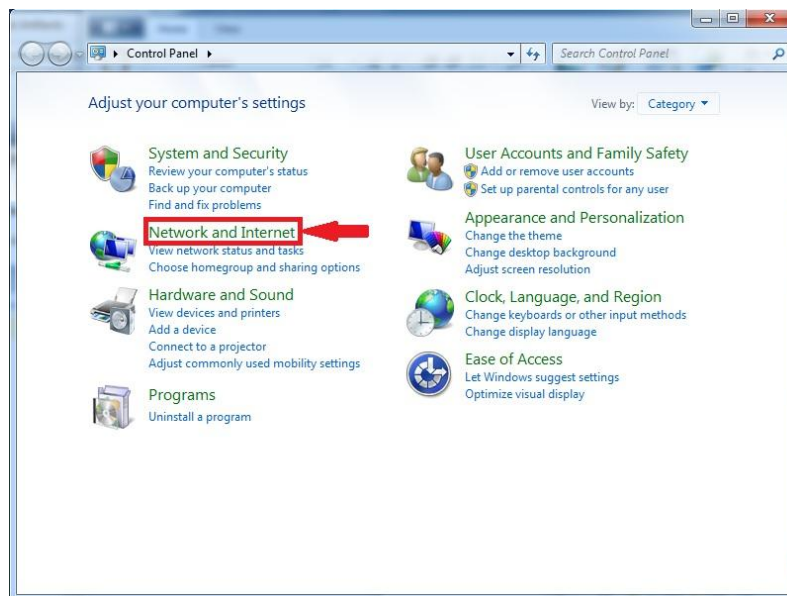 Control Panel
Search Control Panel
Adjust your computer's settings
View by: Category
System and Security
Review your computer's status
Back up your computer
Find and fix problems
Network and Internet
View network status and tasks
Choose homegroup and sharing options
Hardware and Sound
View devices and printers
Add a device
Connect to a projector
Adjust commonly used mobility settings
Programs
Uninstall a program
User Accounts and Family Safety
Add or remove user accounts
Set up parental controls for any user
Appearance and Personalization
Change the theme
Change desktop background
Adjust screen resolution
Clock, Language, and Region
Change keyboards or other input methods
Change display language
Ease of Access
Let Windows suggest settings
Optimize visual display